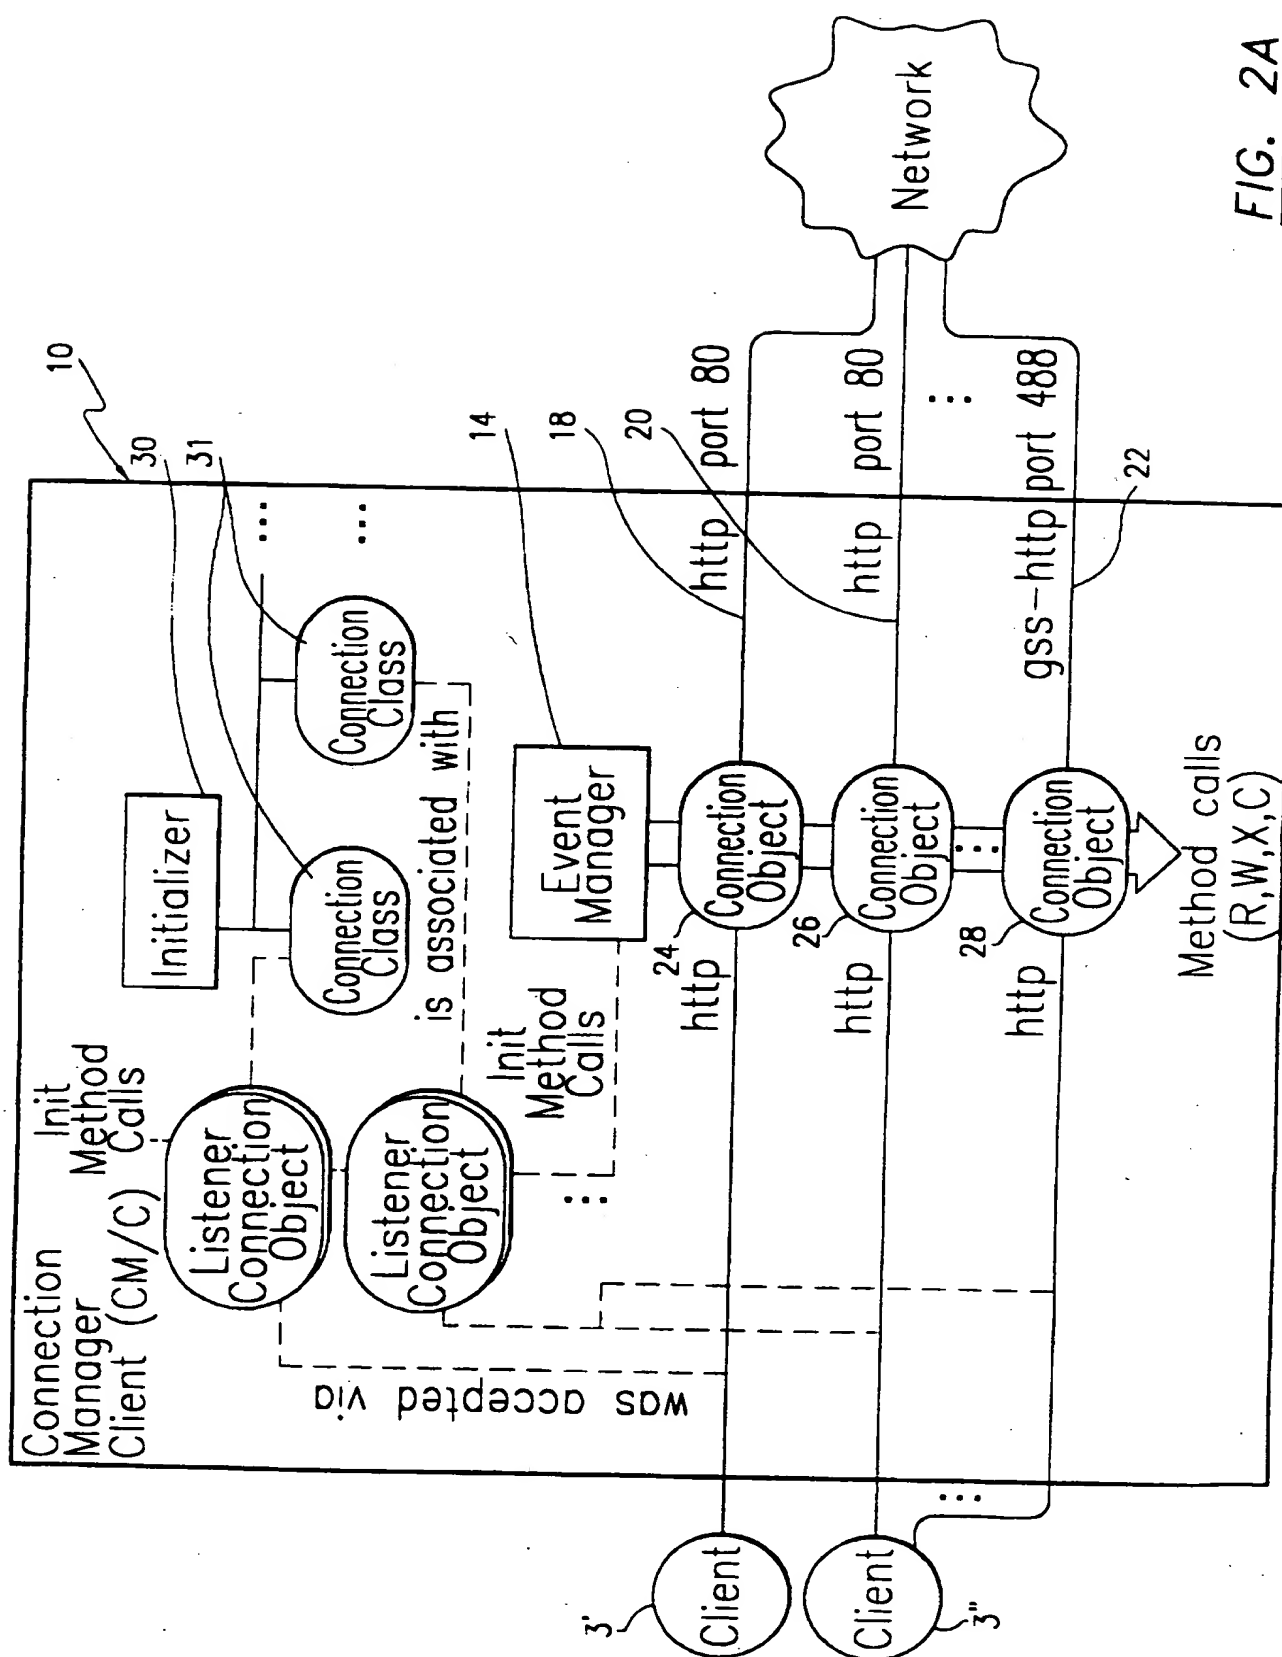 Connection
Manager
Client (CM/C)
Init
Method
Calls
Initializer
30
10
31
Listener
Connection
Object
Connection
Class
Connection
Class
...
...
is associated with
Listener
Connection
Object
...
Init
Method
Calls
Event
Manager
14
was accepted via
3'
Client
http
24
Connection
Object
http
port 80
18
Client
3"
http
26
Connection
Object
http
port 80
20
...
...
...
http
28
Connection
Object
gss-http
port 488
22
Network
Method calls
(R,W,X,C)
FIG. 2A